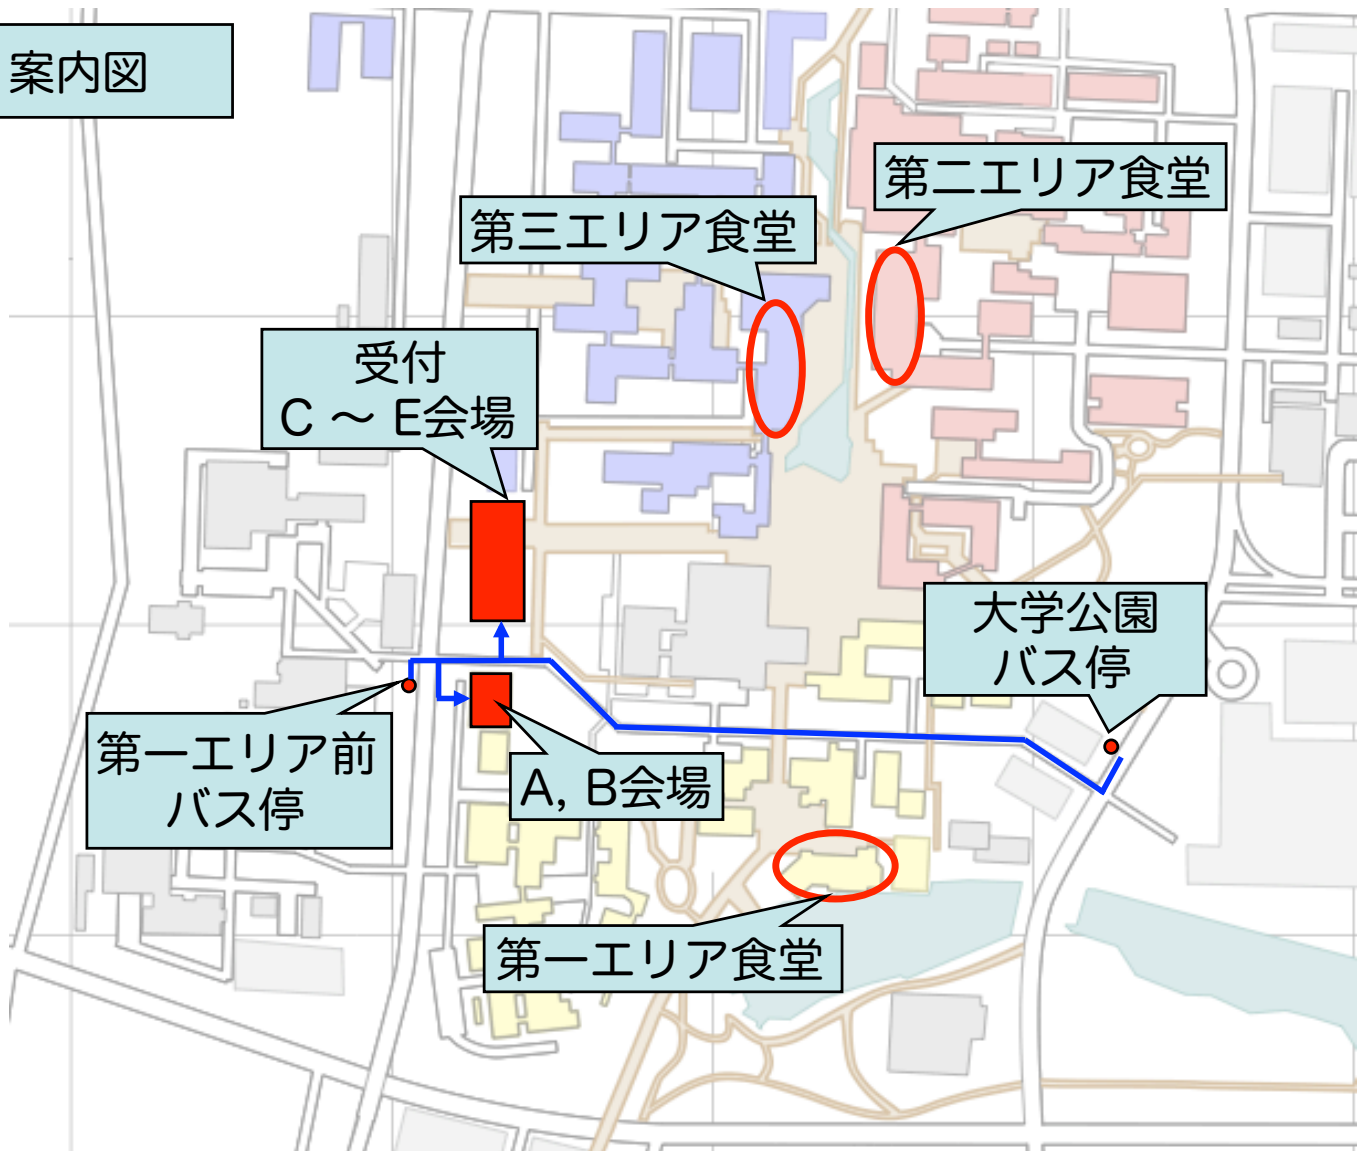 案内図
第二エリア食堂
第三エリア食堂
受付
C ～ E会場
大学公園
バス停
第一エリア前
バス停
A, B会場
第一エリア食堂